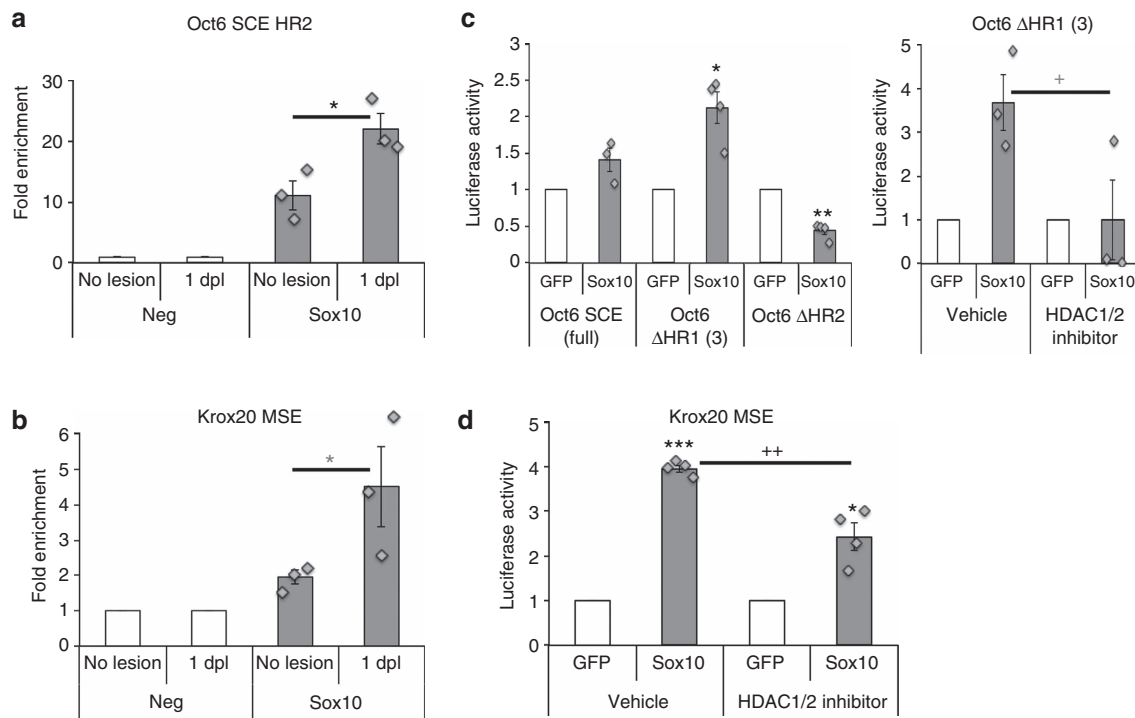 a
Oct6 SCE HR2
Fold enrichment
30
20
10
0
*
No lesion 1 dpl No lesion 1 dpl
Neg Sox10
b
Krox20 MSE
Fold enrichment
6
5
4
3
2
1
0
*
No lesion 1 dpl No lesion 1 dpl
Neg Sox10
c
Luciferase activity
3
2.5
2
1.5
1
0.5
0
*
**
GFP Sox10 GFP Sox10 GFP Sox10
Oct6 SCE Oct6 Oct6 ΔHR2
(full) ΔHR1 (3)
Oct6 ΔHR1 (3)
Luciferase activity
5
4
3
2
1
0
+
GFP Sox10 GFP Sox10
Vehicle HDAC1/2
inhibitor
d
Krox20 MSE
Luciferase activity
5
4
3
2
1
0
***
++
*
GFP Sox10 GFP Sox10
Vehicle HDAC1/2 inhibitor